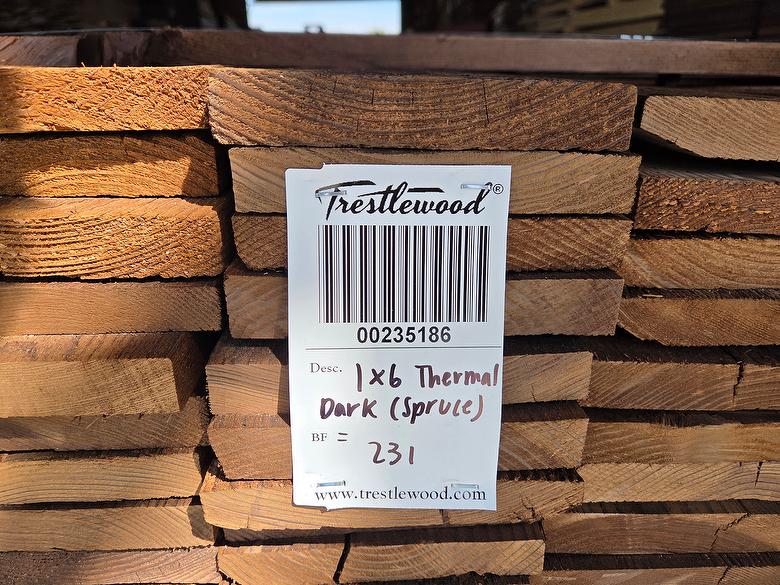 Trestlewood®
00235186
Desc. 1x6 Thermal
Dark (Spruce)
BF = 231
www.trestlewood.com